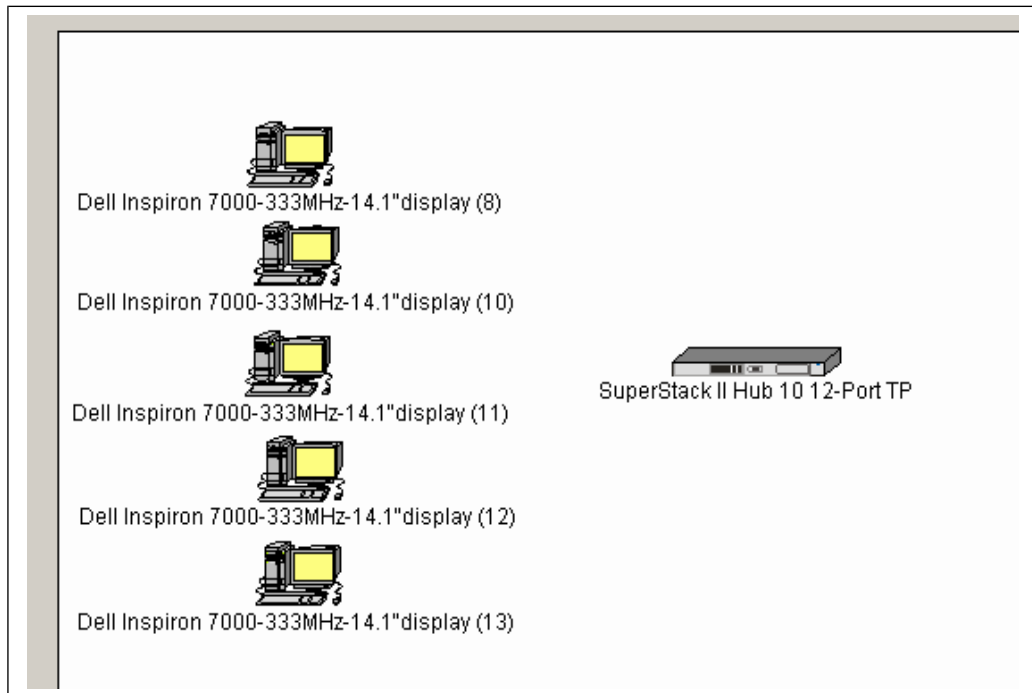 Dell Inspiron 7000-333MHz-14.1"display (8)
Dell Inspiron 7000-333MHz-14.1"display (10)
Dell Inspiron 7000-333MHz-14.1"display (11)
SuperStack II Hub 10 12-Port TP
Dell Inspiron 7000-333MHz-14.1"display (12)
Dell Inspiron 7000-333MHz-14.1"display (13)